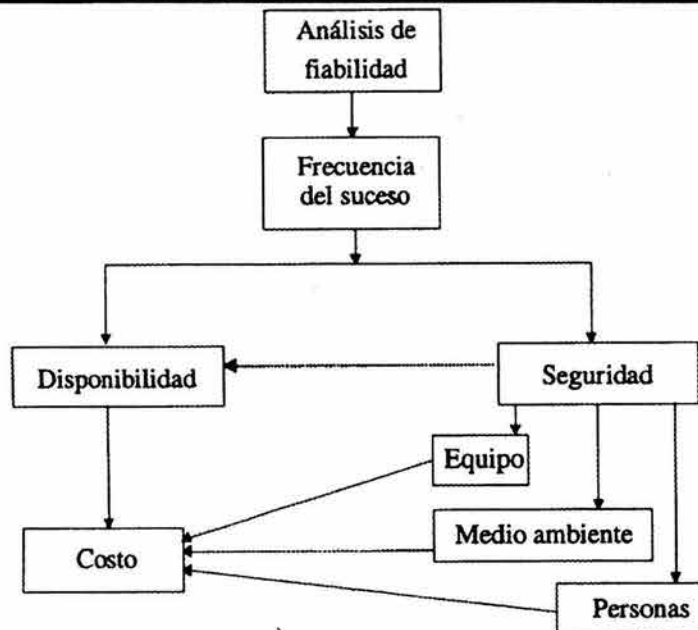 Análisis de
fiabilidad
Frecuencia
del suceso
Disponibilidad
Seguridad
Equipo
Medio ambiente
Costo
Personas